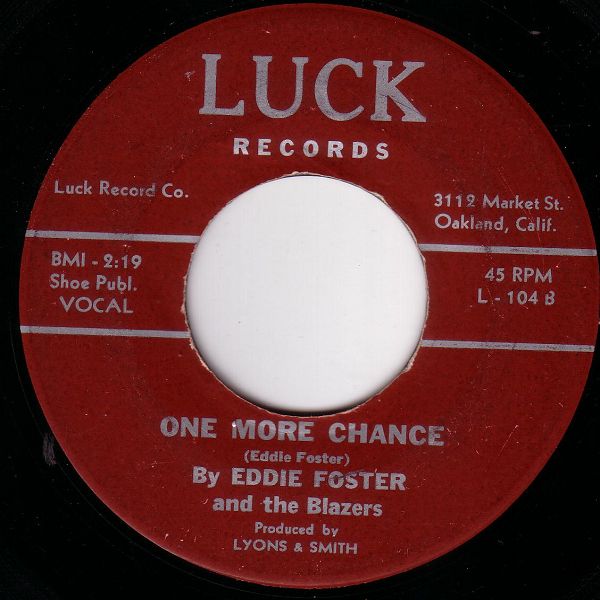 LUCK
RECORDS
Luck Record Co.
3112 Market St.
Oakland, Calif.
BMI - 2:19
Shoe Publ.
VOCAL
45 RPM
L - 104 B
ONE MORE CHANCE
(Eddie Foster)
By EDDIE FOSTER
and the Blazers
Produced by
LYONS & SMITH